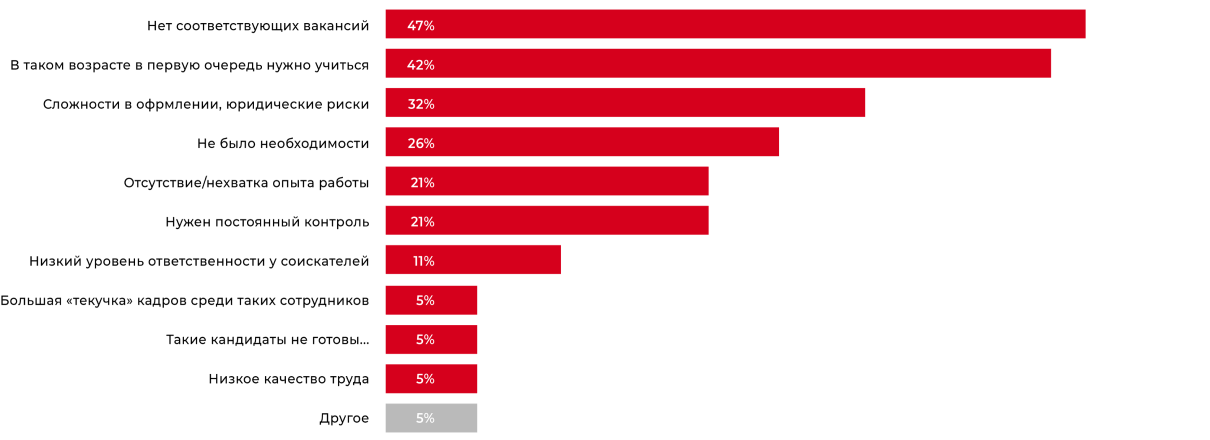 Нет соответствующих вакансий 47%
В таком возрасте в первую очередь нужно учиться 42%
Сложности в офрмлении, юридические риски 32%
Не было необходимости 26%
Отсутствие/нехватка опыта работы 21%
Нужен постоянный контроль 21%
Низкий уровень ответственности у соискателей 11%
Большая «текучка» кадров среди таких сотрудников 5%
Такие кандидаты не готовы... 5%
Низкое качество труда 5%
Другое 5%